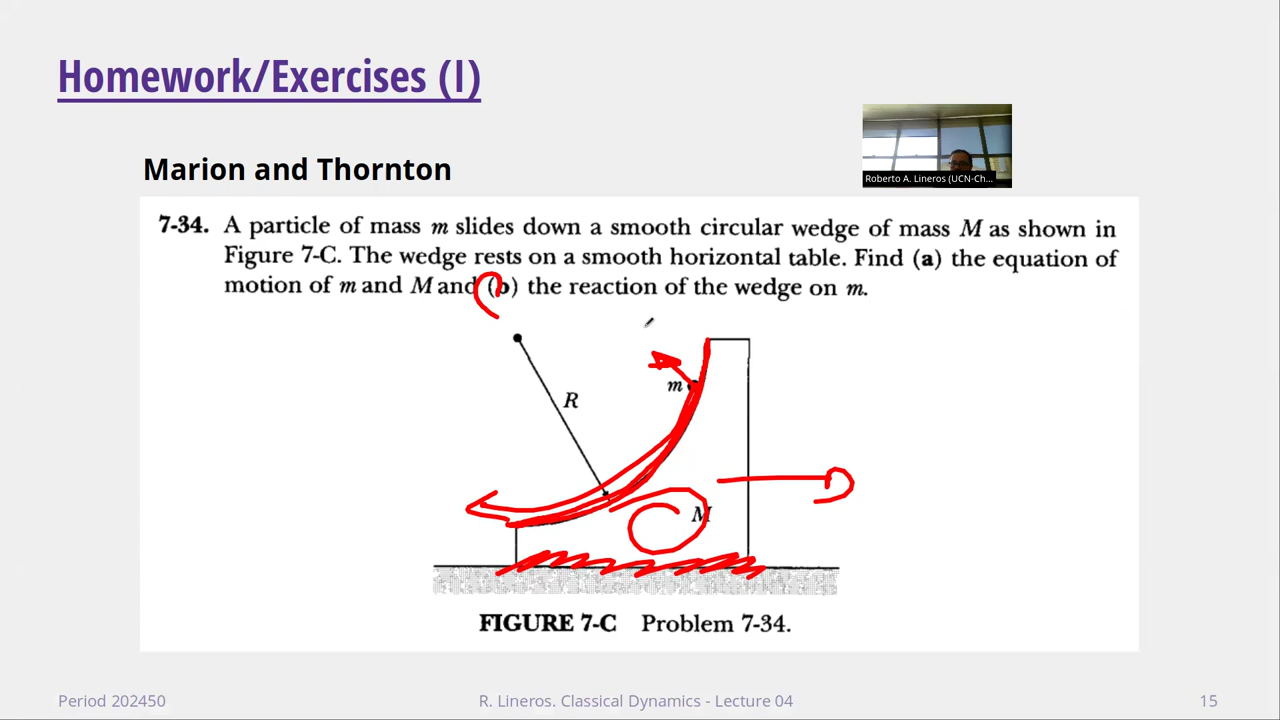 Homework/Exercises (I)
Marion and Thornton
Roberto A. Lineros (UCN-Ch...
7-34. A particle of mass m slides down a smooth circular wedge of mass M as shown in
Figure 7-C. The wedge rests on a smooth horizontal table. Find (a) the equation of
motion of m and M and (b) the reaction of the wedge on m.
R
m
M
FIGURE 7-C Problem 7-34.
Period 202450
R. Lineros. Classical Dynamics - Lecture 04
15